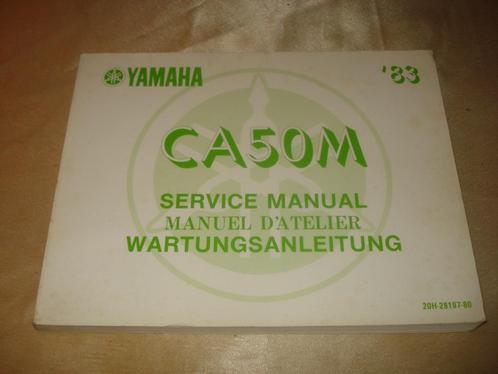 YAMAHA '83
CA50M
SERVICE MANUAL
MANUEL D'ATELIER
WARTUNGSANLEITUNG
20H-28197-80